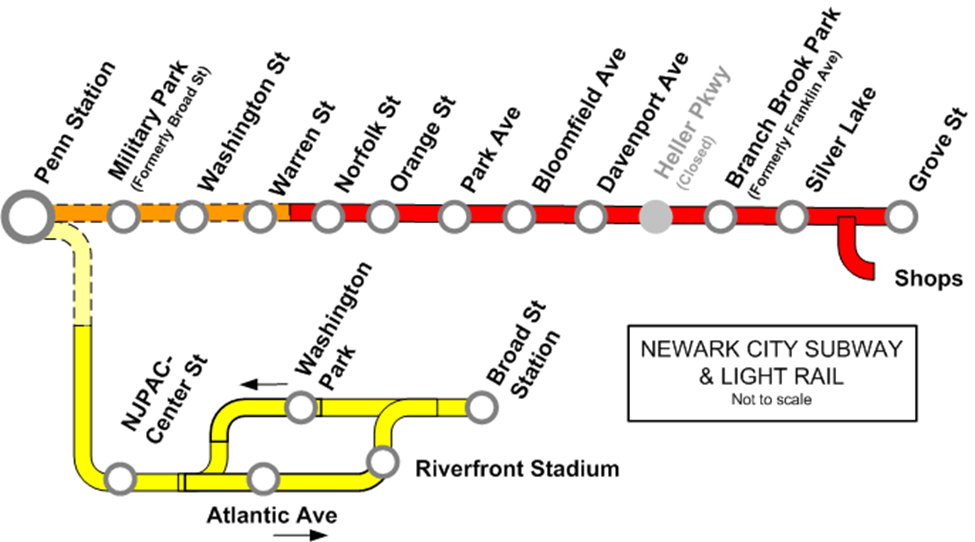 Penn Station
Military Park
(Formerly Broad St)
Washington St
Warren St
Norfolk St
Orange St
Park Ave
Bloomfield Ave
Davenport Ave
Heller Pkwy
(Closed)
Branch Brook Park
(Formerly Franklin Ave)
Silver Lake
Grove St
Shops
NJPAC-
Center St
Washington
Park
Broad St
Station
Riverfront Stadium
Atlantic Ave
NEWARK CITY SUBWAY
& LIGHT RAIL
Not to scale